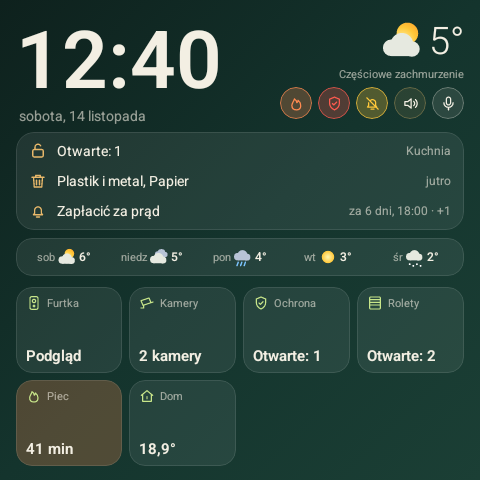 12:40
5°
Częściowe zachmurzenie
sobota, 14 listopada
Otwarte: 1 Kuchnia
Plastik i metal, Papier jutro
Zapłacić za prąd za 6 dni, 18:00 · +1
sob 6° niedz 5° pon 4° wt 3° śr 2°
Furtka Kamery Ochrona Rolety
Podgląd 2 kamery Otwarte: 1 Otwarte: 2
Piec Dom
41 min 18,9°